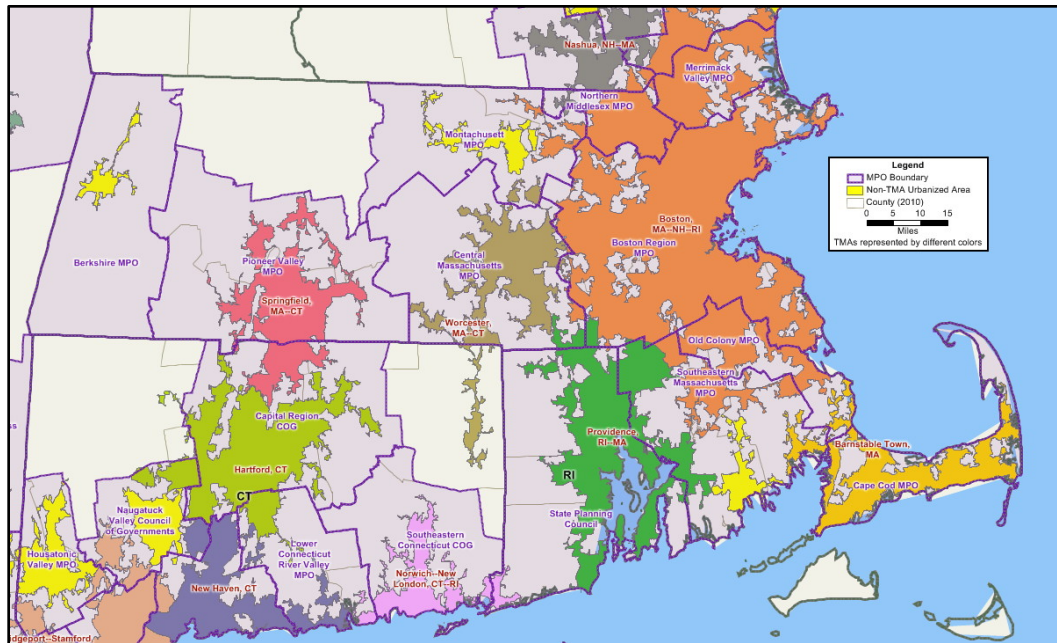 Nashua, NH--MA
Merrimack
Valley MPO
Northern
Middlesex MPO
Montachusett
MPO
Legend
MPO Boundary
Non-TMA Urbanized Area
County (2010)
0 5 10 15
Miles
TMAs represented by different colors
Boston,
MA--NH--RI
Boston Region
MPO
Berkshire MPO
Pioneer Valley
MPO
Central
Massachusetts
MPO
Springfield,
MA--CT
Worcester,
MA--CT
Old Colony MPO
Southeastern
Massachusetts
MPO
Capital Region
COG
Providence,
RI--MA
Barnstable Town,
MA
Hartford, CT
RI
Cape Cod MPO
CT
Naugatuck
Valley Council
of Governments
State Planning
Council
Housatonic
Valley MPO
Lower
Connecticut
River Valley
MPO
Southeastern
Connecticut COG
New Haven, CT
Norwich--New
London, CT--RI
dgeport--Stamford,